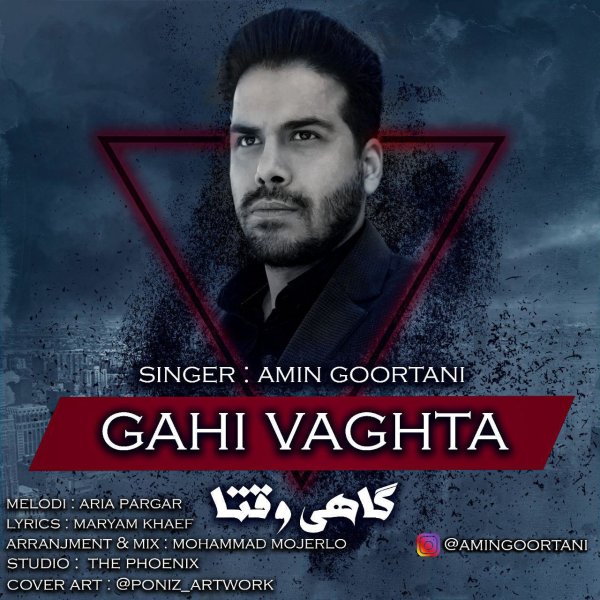 SINGER : AMIN GOORTANI
GAHI VAGHTA
گاهی وقتا
MELODI : ARIA PARGAR
LYRICS : MARYAM KHAEF
ARRANJMENT & MIX : MOHAMMAD MOJERLO
STUDIO : THE PHOENIX
COVER ART : @PONIZ_ARTWORK
@AMINGOORTANI